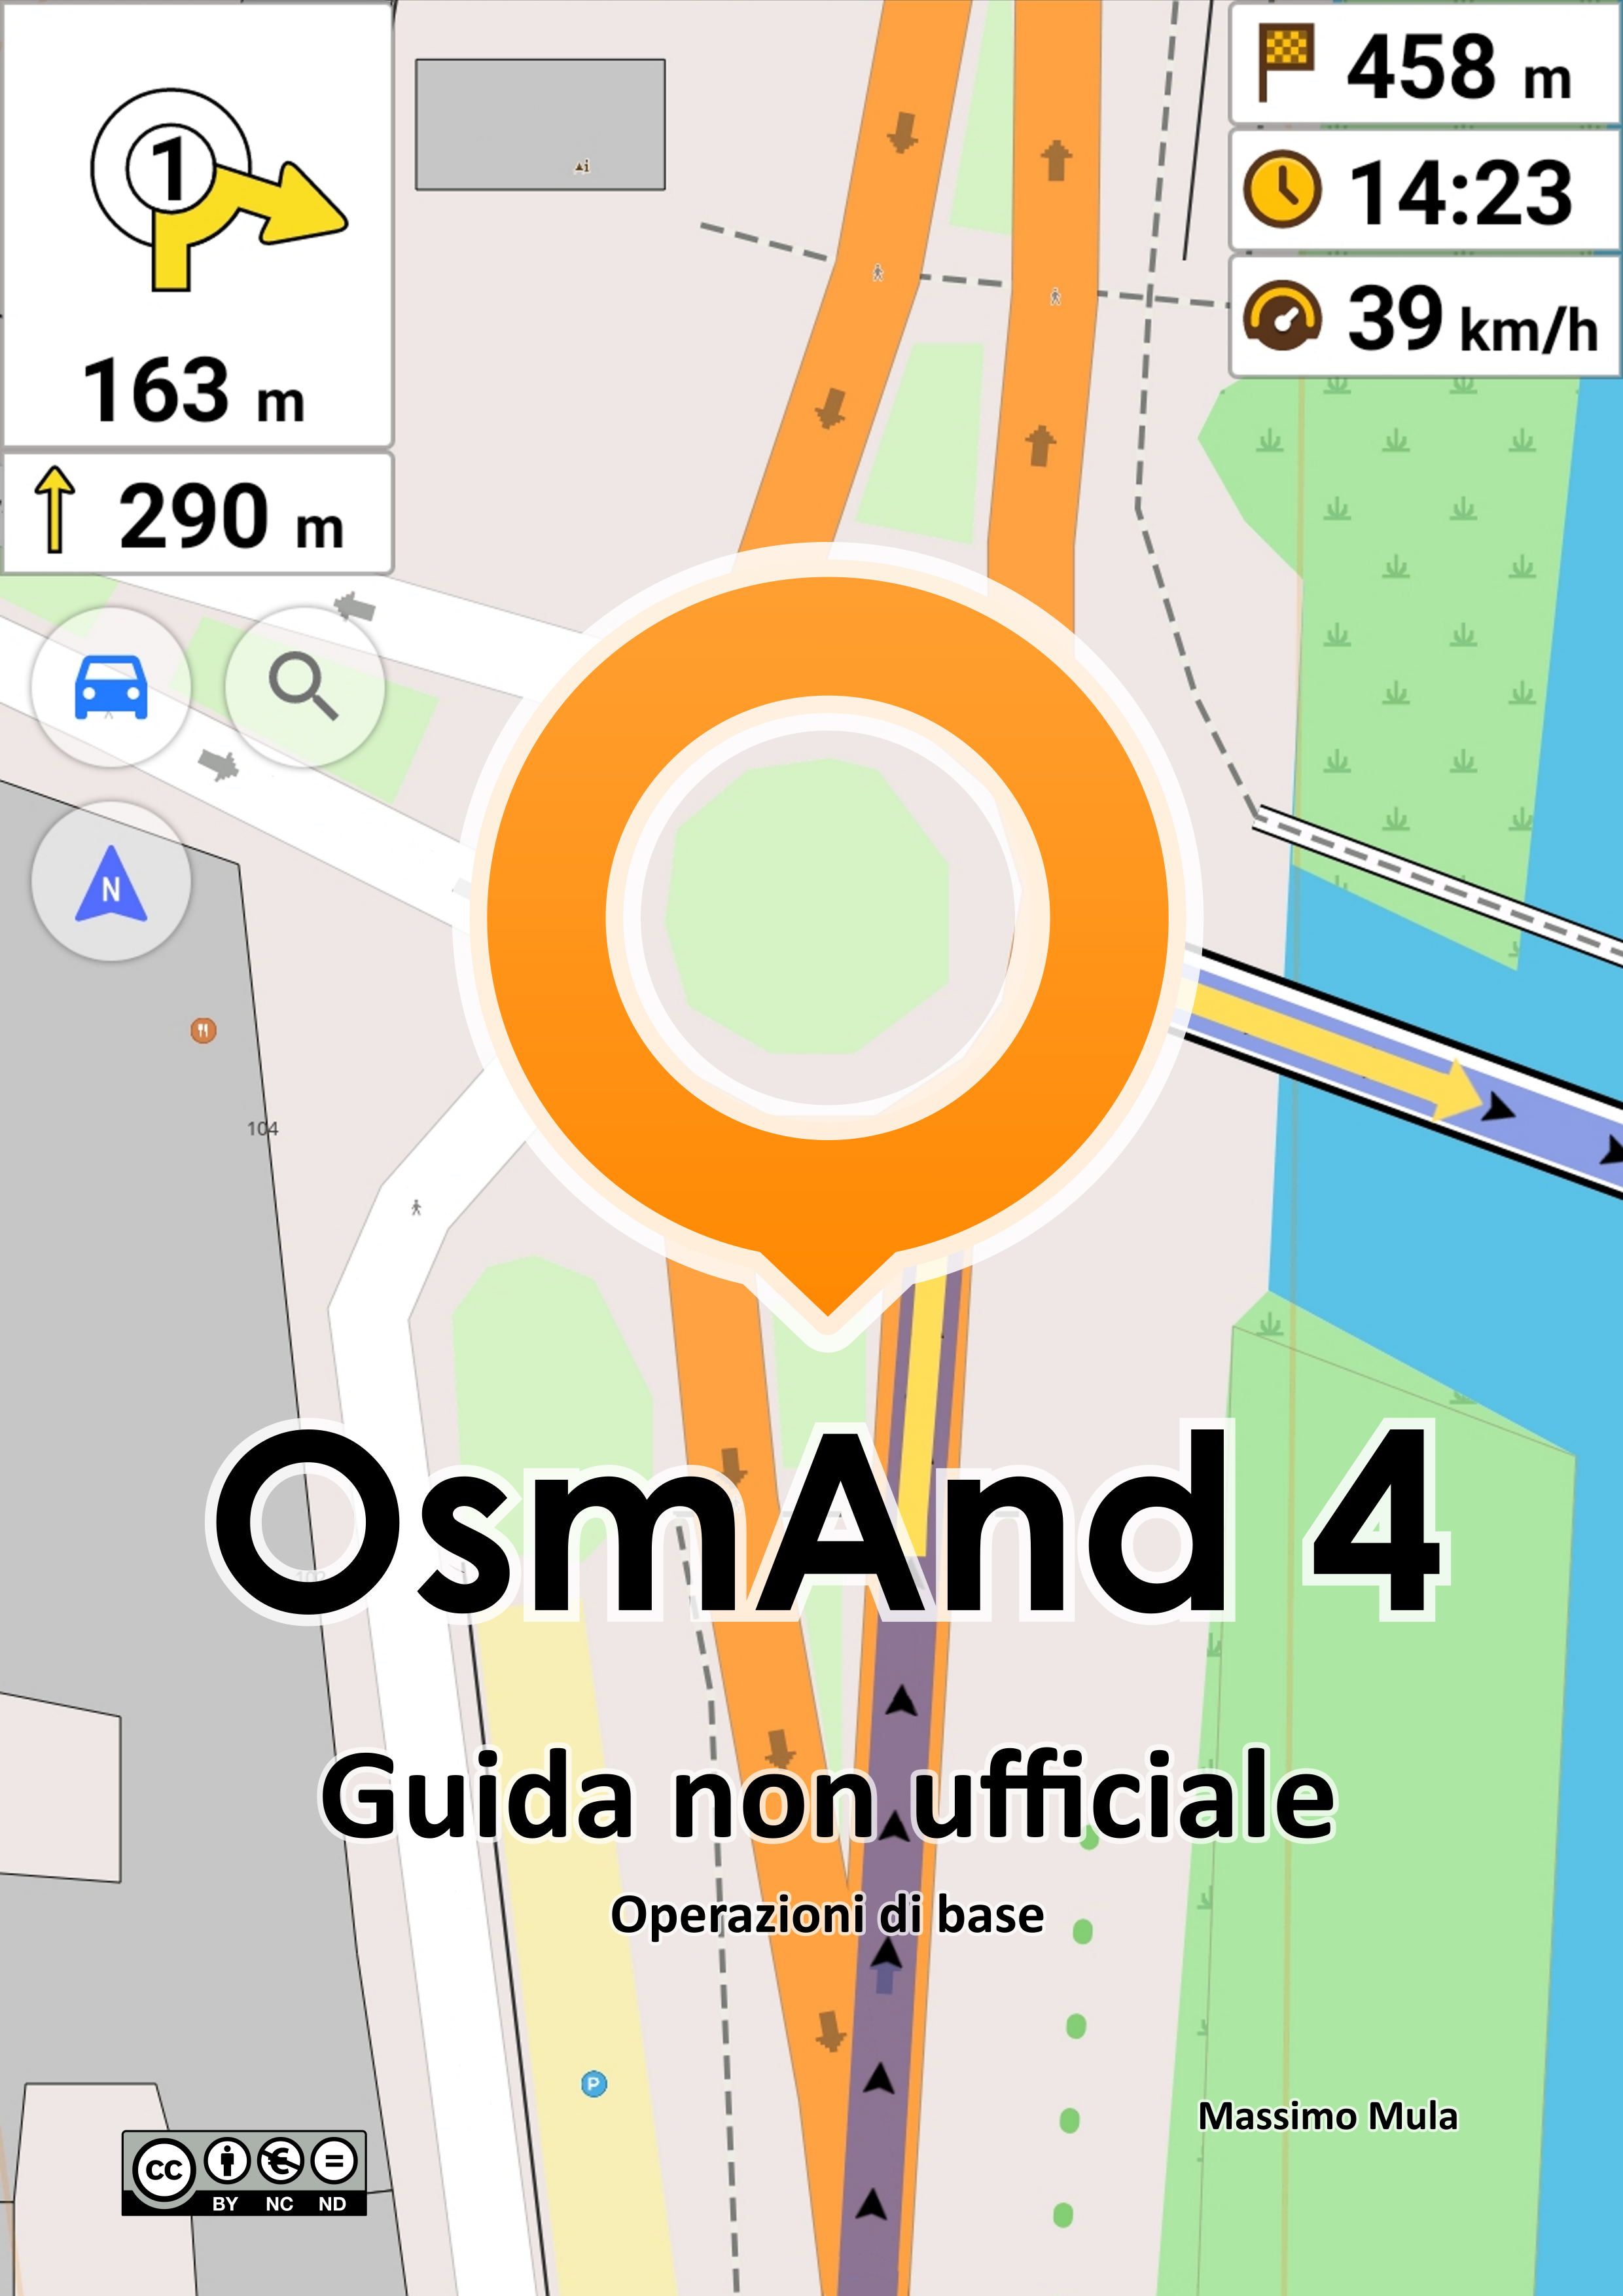 1
163 m
290 m
458 m
14:23
39 km/h
N
104
OsmAnd 4
Guida non ufficiale
Operazioni di base
P
Massimo Mula
cc
BY NC ND